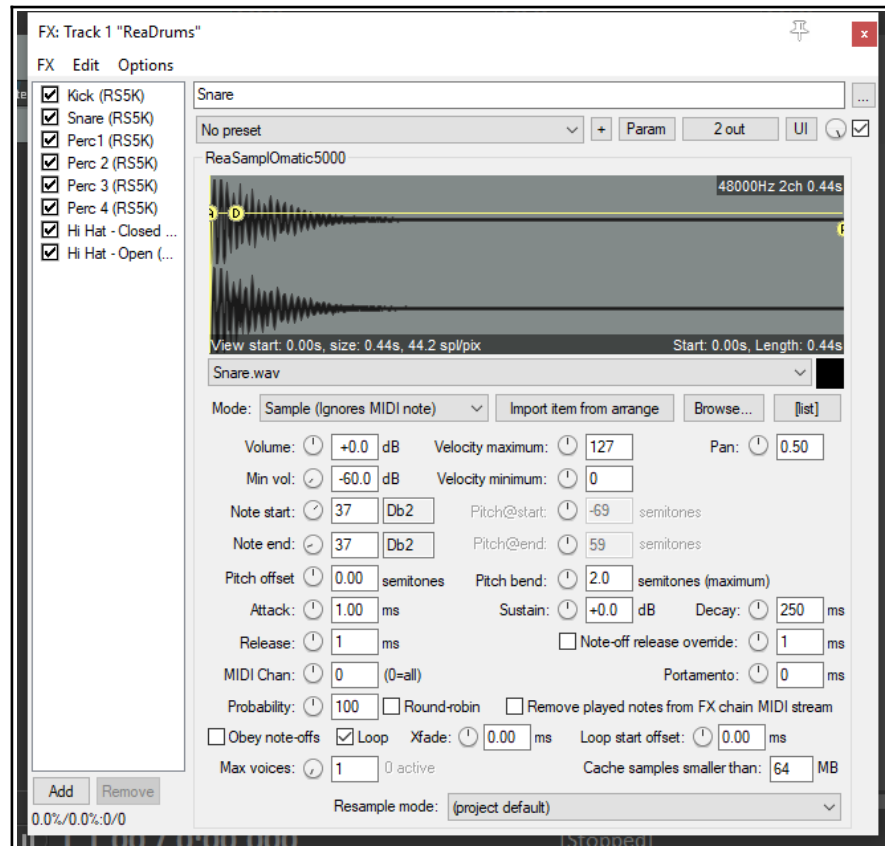 FX: Track 1 "ReaDrums"
x
FX Edit Options
Kick (RS5K)
Snare (RS5K)
Perc1 (RS5K)
Perc 2 (RS5K)
Perc 3 (RS5K)
Perc 4 (RS5K)
Hi Hat - Closed ...
Hi Hat - Open (...
Add Remove
0.0%/0.0%:0/0
Snare ...
No preset + Param 2 out UI
ReaSamplOmatic5000
48000Hz 2ch 0.44s
D
View start: 0.00s, size: 0.44s, 44.2 spl/pix Start: 0.00s, Length: 0.44s
Snare.wav
Mode: Sample (Ignores MIDI note) Import item from arrange Browse... [list]
Volume: +0.0 dB Velocity maximum: 127 Pan: 0.50
Min vol: -60.0 dB Velocity minimum: 0
Note start: 37 Db2 Pitch@start: -69 semitones
Note end: 37 Db2 Pitch@end: 59 semitones
Pitch offset 0.00 semitones Pitch bend: 2.0 semitones (maximum)
Attack: 1.00 ms Sustain: +0.0 dB Decay: 250 ms
Release: 1 ms Note-off release override: 1 ms
MIDI Chan: 0 (0=all) Portamento: 0 ms
Probability: 100 Round-robin Remove played notes from FX chain MIDI stream
Obey note-offs Loop Xfade: 0.00 ms Loop start offset: 0.00 ms
Max voices: 1 0 active Cache samples smaller than: 64 MB
Resample mode: (project default)
[Stopped]